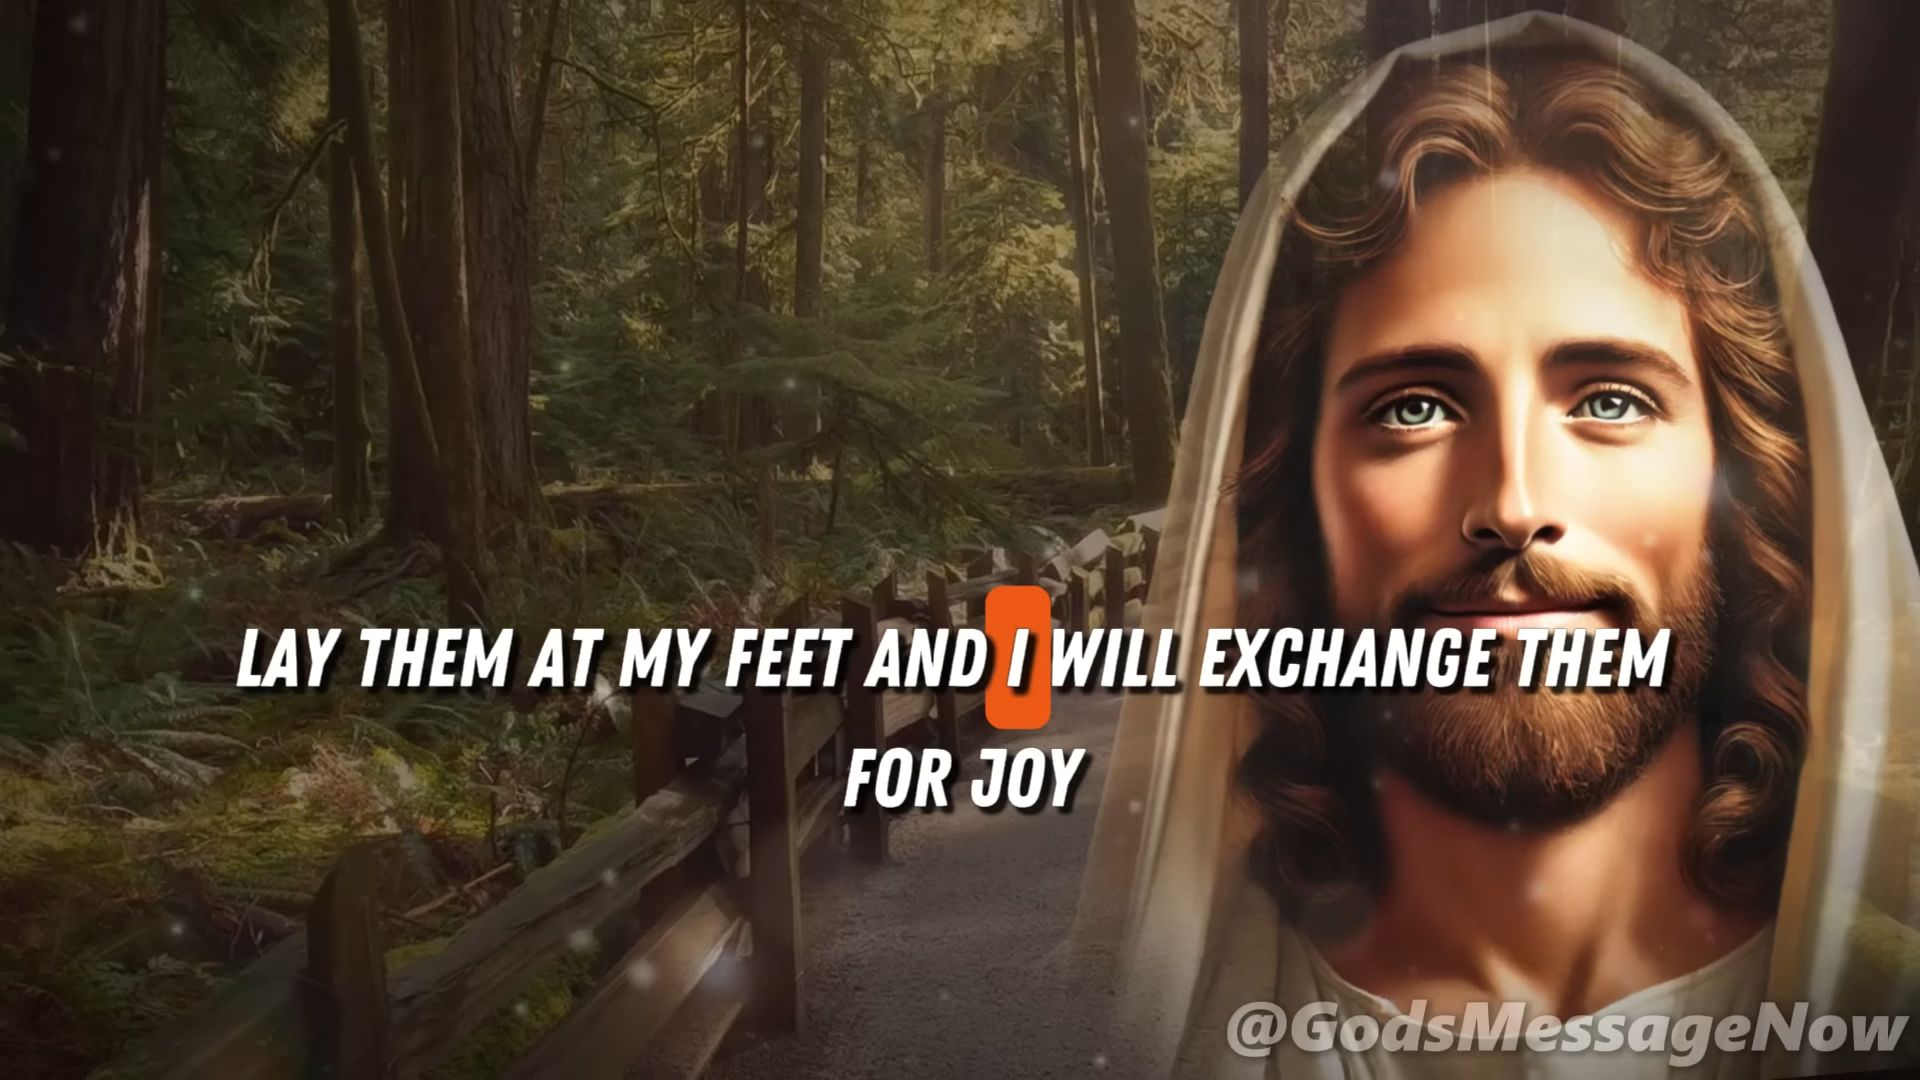 LAY THEM AT MY FEET AND I WILL EXCHANGE THEM
FOR JOY
@GodsMessageNow